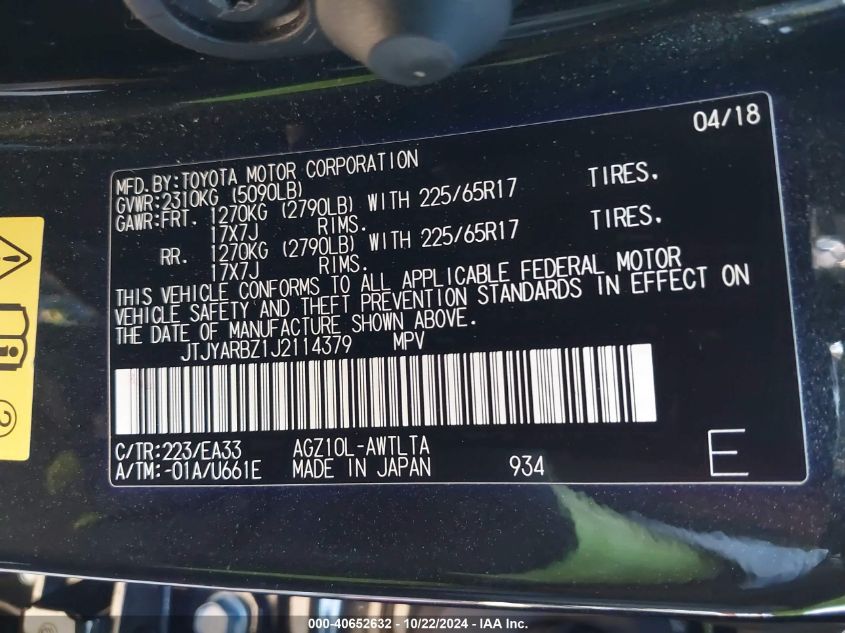 04/18
MFD.BY:TOYOTA MOTOR CORPORATION
GVWR:2310KG (5090LB)
GAWR:FRT. 1270KG (2790LB) WITH 225/65R17 TIRES.
17X7J RIMS.
RR. 1270KG (2790LB) WITH 225/65R17 TIRES.
17X7J RIMS.
THIS VEHICLE CONFORMS TO ALL APPLICABLE FEDERAL MOTOR
VEHICLE SAFETY AND THEFT PREVENTION STANDARDS IN EFFECT ON
THE DATE OF MANUFACTURE SHOWN ABOVE.
JTJYARBZ1J2114379 MPV
C/TR:223/EA33 AGZ10L-AWTLTA
A/TM:-01A/U661E MADE IN JAPAN 934 E
2
000-40652632 - 10/22/2024 - IAA Inc.